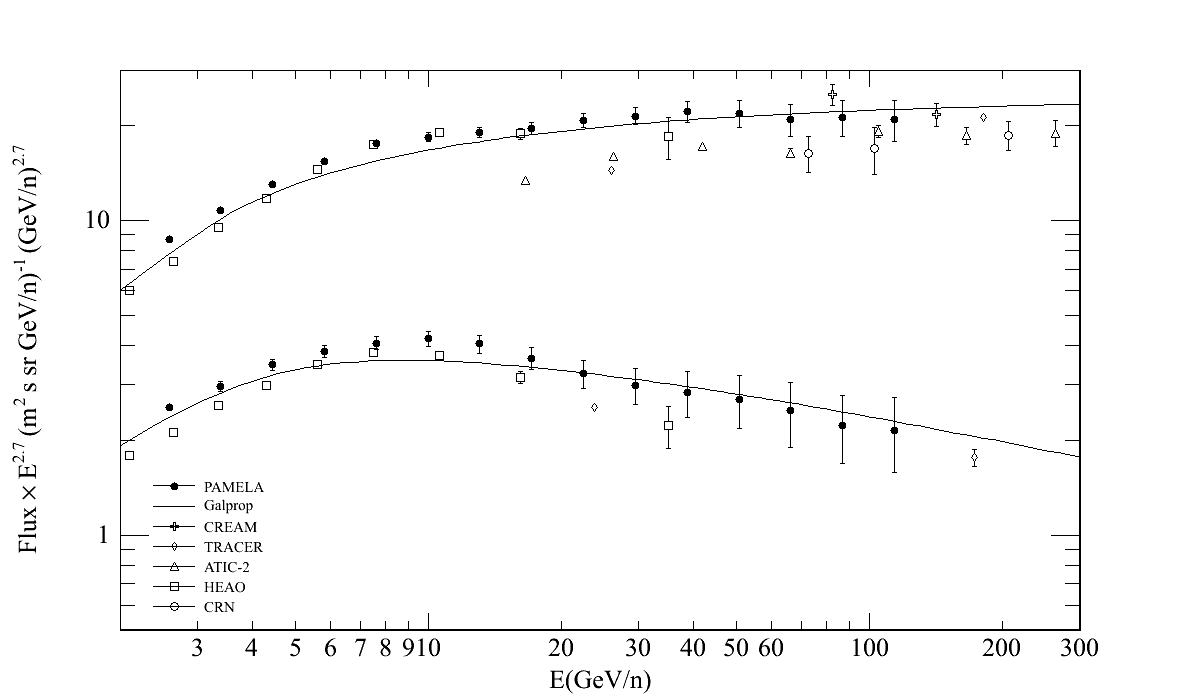 Flux × E^2.7 (m^2 s sr GeV/n)^-1 (GeV/n)^2.7
10
1
PAMELA
Galprop
CREAM
TRACER
ATIC-2
HEAO
CRN
3 4 5 6 7 8 9 10 20 30 40 50 60 100 200 300
E(GeV/n)